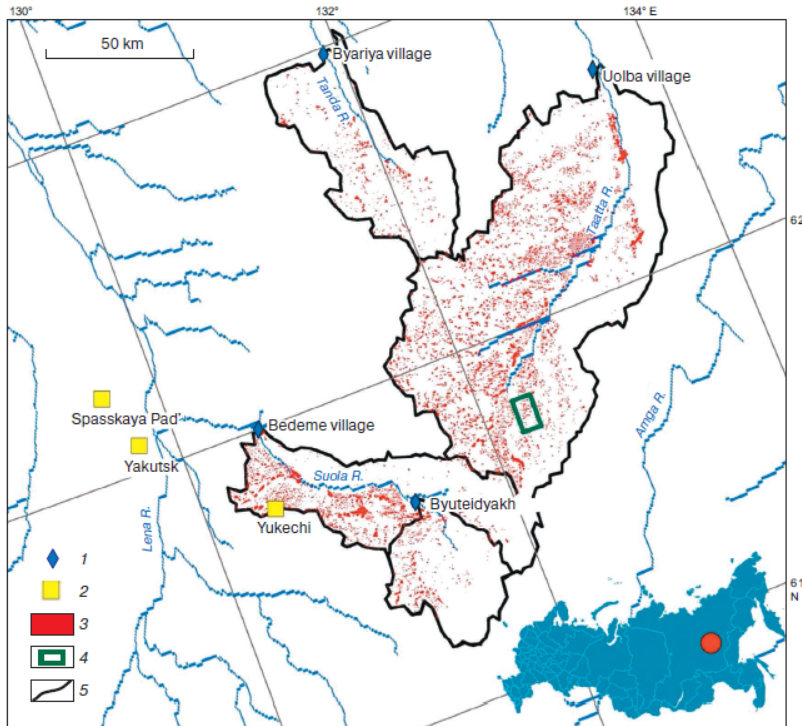 130°
132°
134° E
50 km
Byariya village
Uolba village
Tanda R.
Taatta R.
62
Spasskaya Pad'
Bedeme village
Amga R.
Yakutsk
Suola R.
Byuteidyakh
Lena R.
Yukechi
1
2
3
4
5
61
N